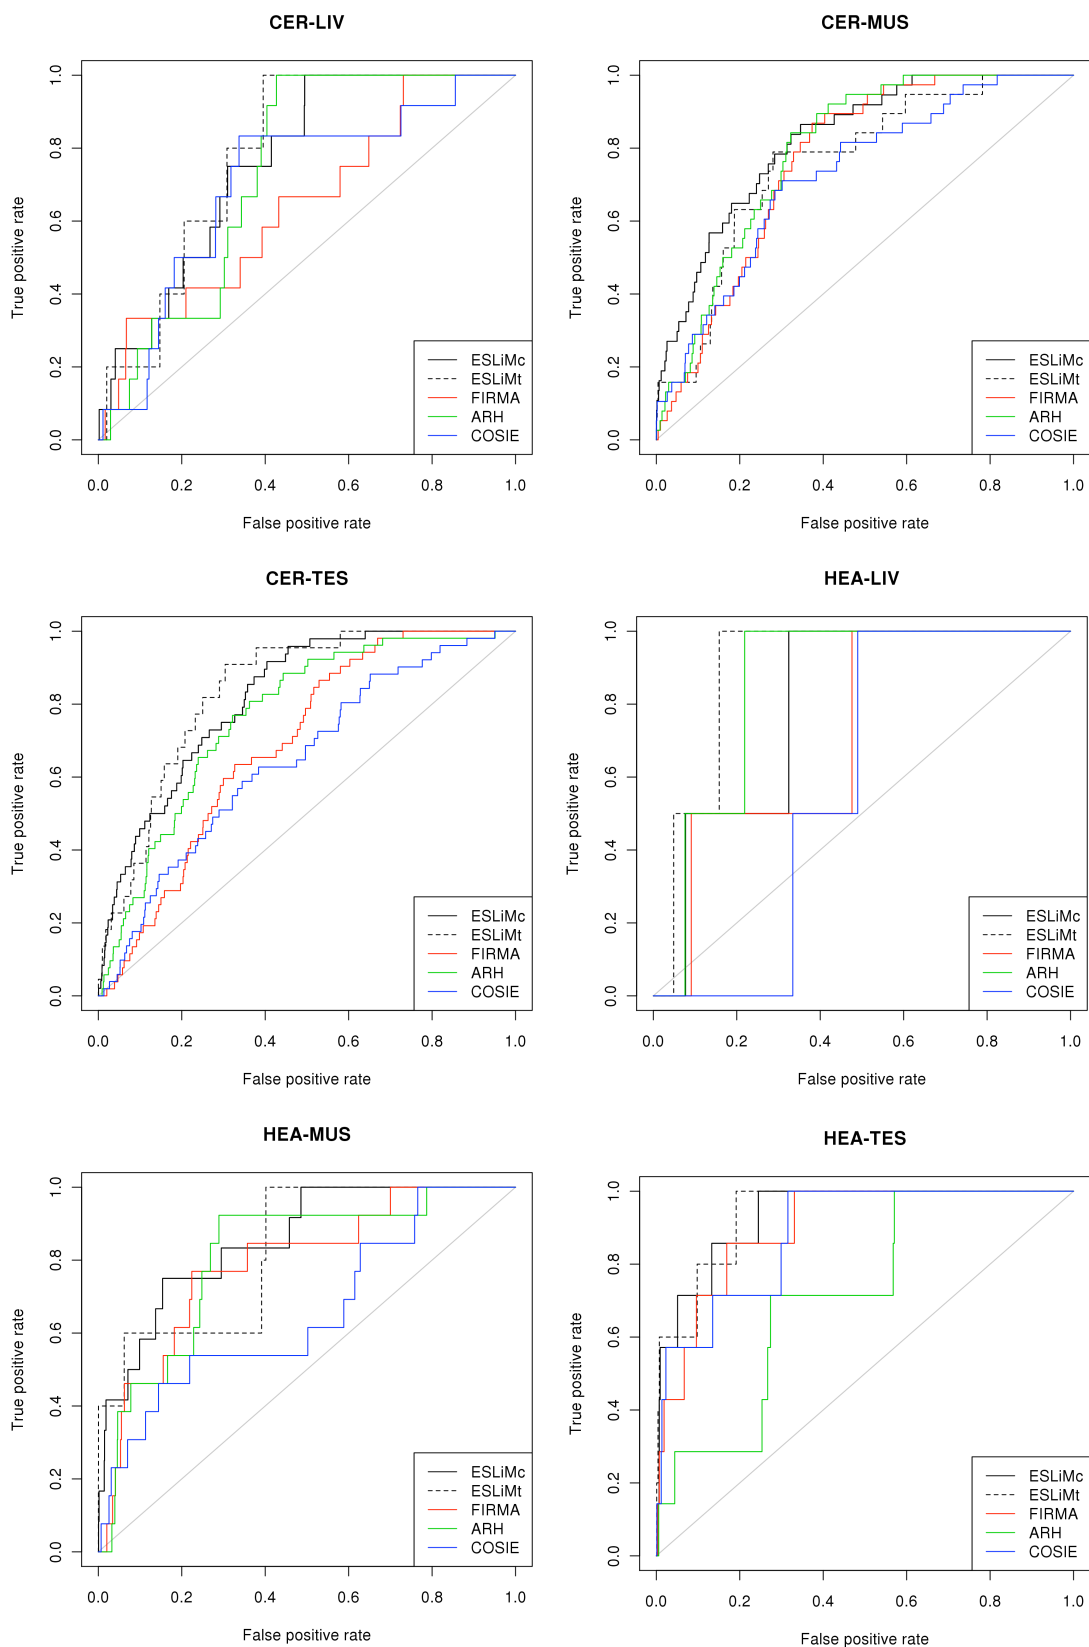 CER-LIV
True positive rate
0.0 0.2 0.4 0.6 0.8 1.0
ESLiMc
ESLiMt
FIRMA
ARH
COSIE
0.0 0.2 0.4 0.6 0.8 1.0
False positive rate
CER-MUS
True positive rate
0.0 0.2 0.4 0.6 0.8 1.0
ESLiMc
ESLiMt
FIRMA
ARH
COSIE
0.0 0.2 0.4 0.6 0.8 1.0
False positive rate
CER-TES
True positive rate
0.0 0.2 0.4 0.6 0.8 1.0
ESLiMc
ESLiMt
FIRMA
ARH
COSIE
0.0 0.2 0.4 0.6 0.8 1.0
False positive rate
HEA-LIV
True positive rate
0.0 0.2 0.4 0.6 0.8 1.0
ESLiMc
ESLiMt
FIRMA
ARH
COSIE
0.0 0.2 0.4 0.6 0.8 1.0
False positive rate
HEA-MUS
True positive rate
0.0 0.2 0.4 0.6 0.8 1.0
ESLiMc
ESLiMt
FIRMA
ARH
COSIE
0.0 0.2 0.4 0.6 0.8 1.0
False positive rate
HEA-TES
True positive rate
0.0 0.2 0.4 0.6 0.8 1.0
ESLiMc
ESLiMt
FIRMA
ARH
COSIE
0.0 0.2 0.4 0.6 0.8 1.0
False positive rate